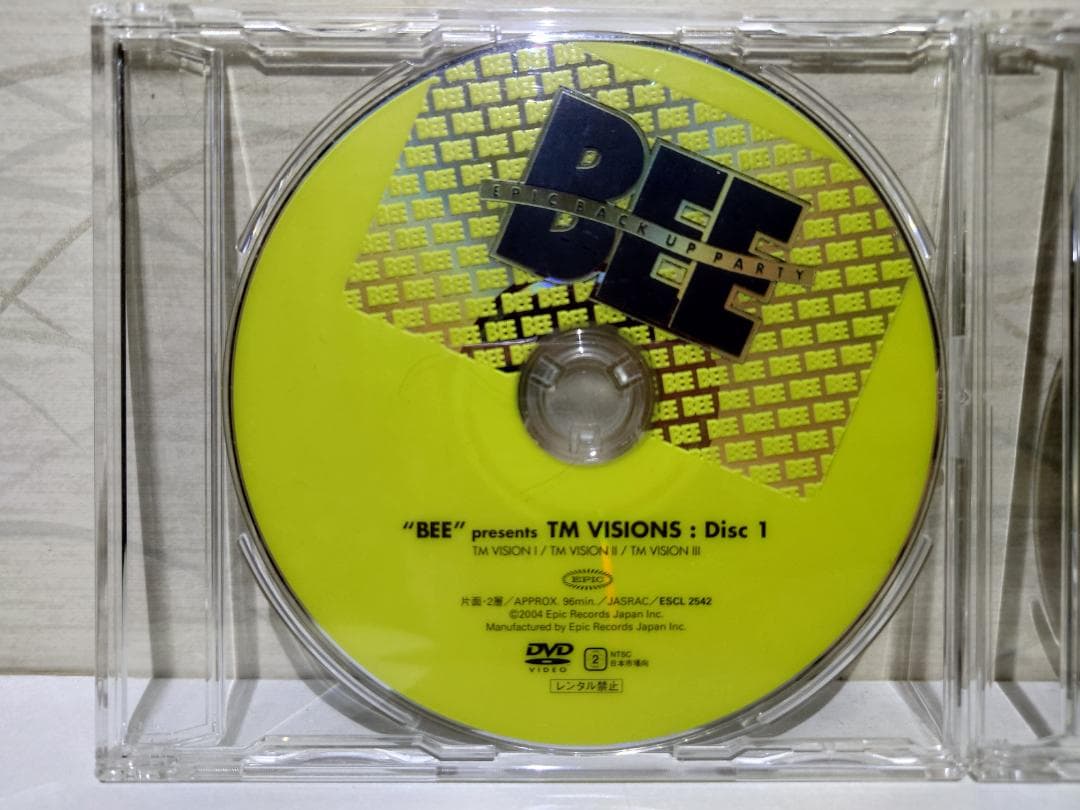 BEE
EPIC BACK UP PARTY
"BEE" presents TM VISIONS : Disc 1
TM VISION I / TM VISION II / TM VISION III
EPIC
片面・2層／APPROX. 96min.／JASRAC／ESCL 2542
©2004 Epic Records Japan Inc.
Manufactured by Epic Records Japan Inc.
DVD VIDEO 2 NTSC 日本市場向
レンタル禁止